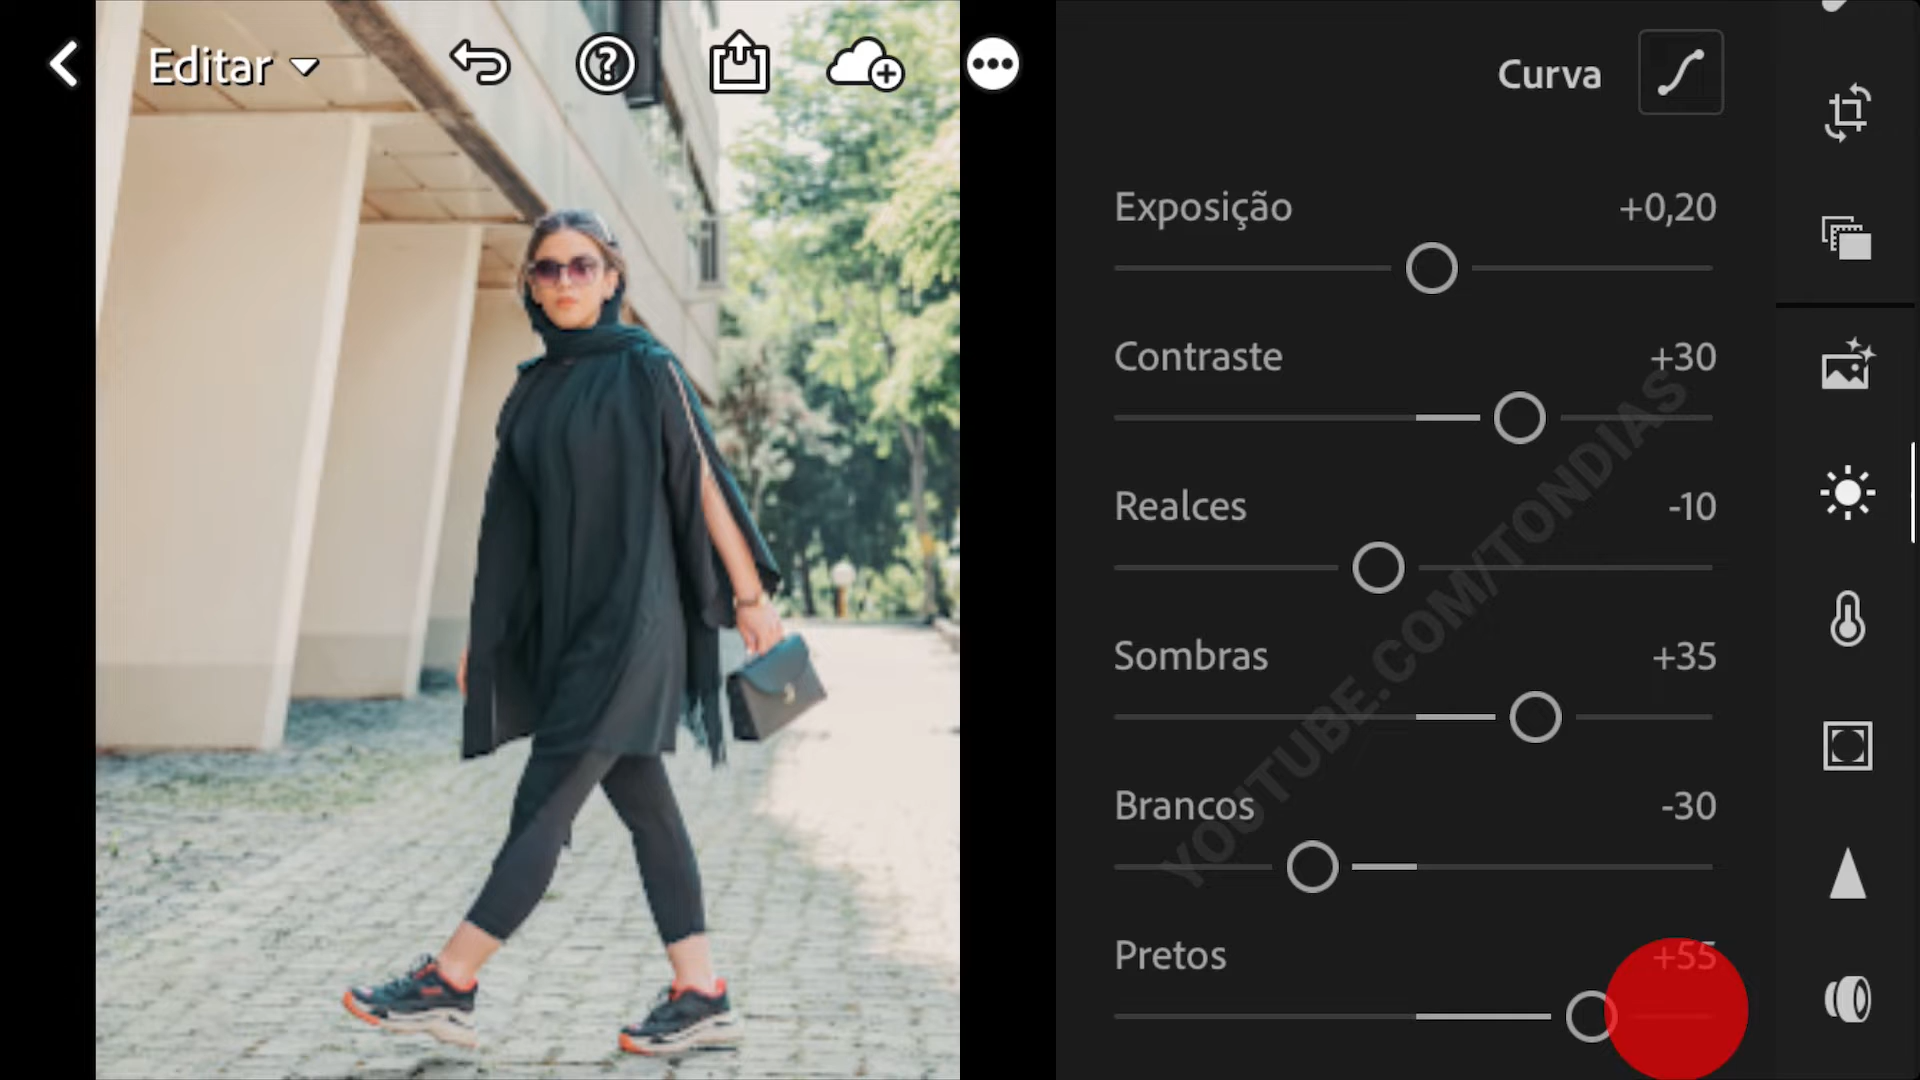 Editar
Curva
Exposição +0,20
Contraste +30
Realces -10
Sombras +35
Brancos -30
Pretos +55
YOUTUBE.COM/TONDIAS